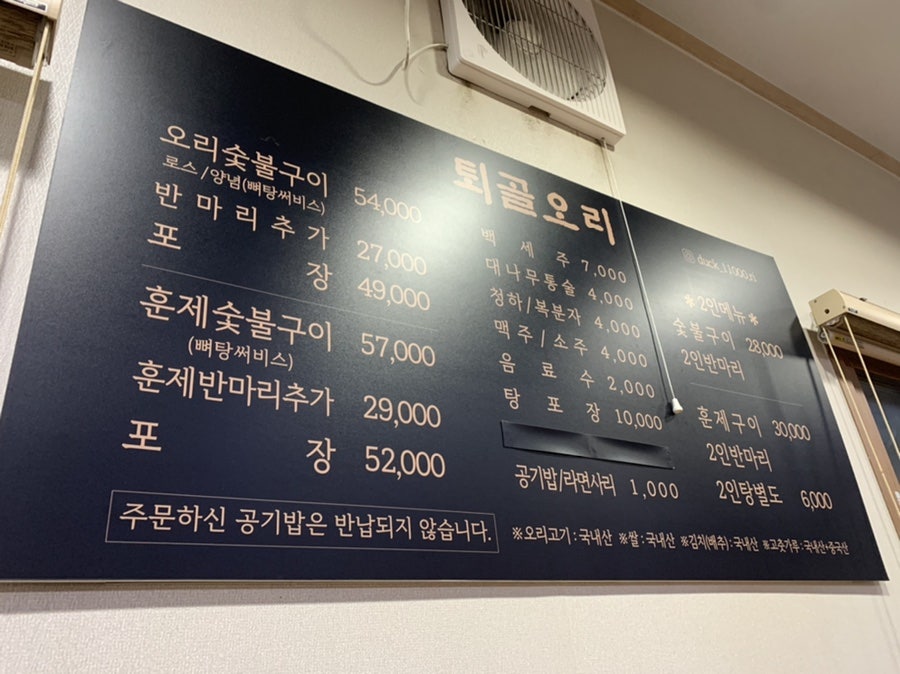 오리숯불구이 54,000
로스/양념(뼈탕써비스)
반마리추가 27,000
포장 49,000
훈제숯불구이 57,000
(뼈탕써비스)
훈제반마리추가 29,000
포장 52,000
주문하신 공기밥은 반납되지 않습니다.
퇴골오리
백세주 7,000
대나무통술 4,000
청하/복분자 4,000
맥주/소주 4,000
음료수 2,000
탕포장 10,000
공기밥/라면사리 1,000
duck_11000.ri
*2인메뉴*
숯불구이 28,000
2인반마리
훈제구이 30,000
2인반마리
2인탕별도 6,000
※오리고기:국내산 ※쌀:국내산 ※김치(배추):국내산 ※고춧가루:국내산+중국산